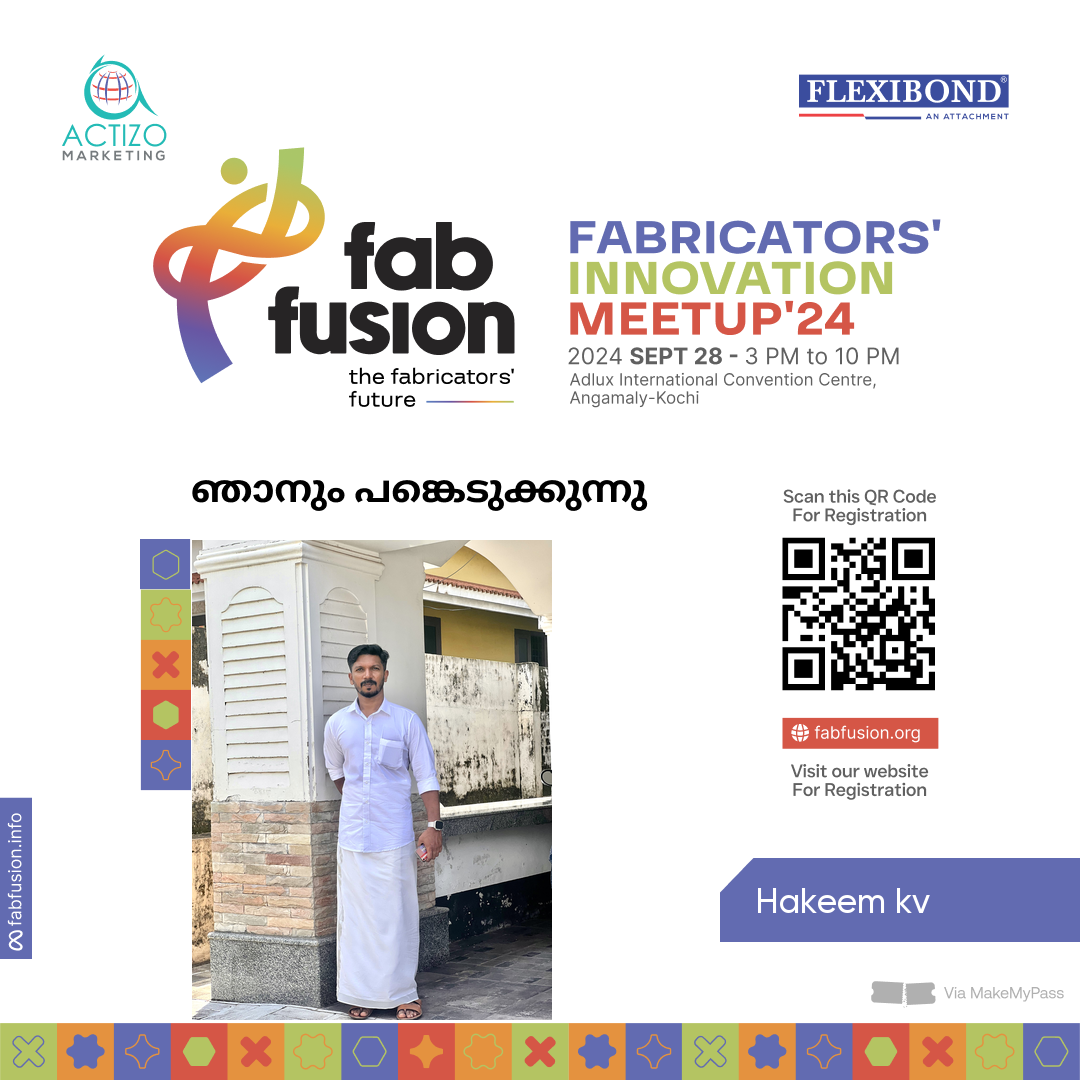 ACTIZO
MARKETING
FLEXIBOND®
AN ATTACHMENT
fab
fusion
the fabricators'
future
FABRICATORS'
INNOVATION
MEETUP'24
2024 SEPT 28 - 3 PM to 10 PM
Adlux International Convention Centre,
Angamaly-Kochi
ഞാനും പങ്കെടുക്കുന്നു
Scan this QR Code
For Registration
fabfusion.org
Visit our website
For Registration
fabfusion.info
Hakeem kv
Via MakeMyPass